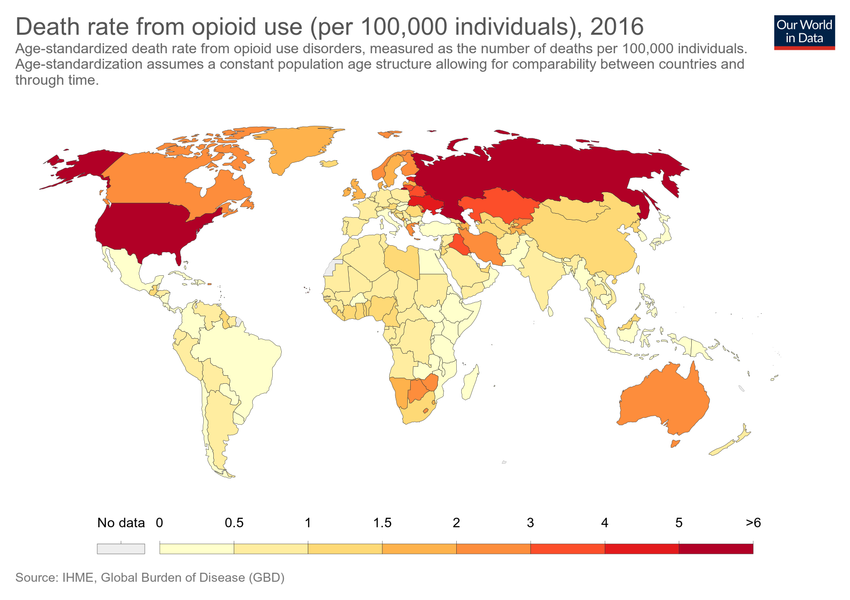 Death rate from opioid use (per 100,000 individuals), 2016
Our World
in Data
Age-standardized death rate from opioid use disorders, measured as the number of deaths per 100,000 individuals.
Age-standardization assumes a constant population age structure allowing for comparability between countries and
through time.
No data 0 0.5 1 1.5 2 3 4 5 >6
Source: IHME, Global Burden of Disease (GBD)